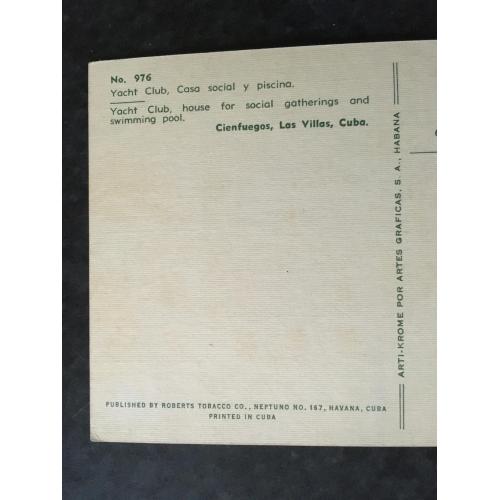 No. 976
Yacht Club, Casa social y piscina.
Yacht Club, house for social gatherings and
swimming pool.
Cienfuegos, Las Villas, Cuba.
ARTI-KROME POR ARTES GRAFICAS, S. A., HABANA
PUBLISHED BY ROBERTS TOBACCO CO., NEPTUNO NO. 167, HAVANA, CUBA
PRINTED IN CUBA